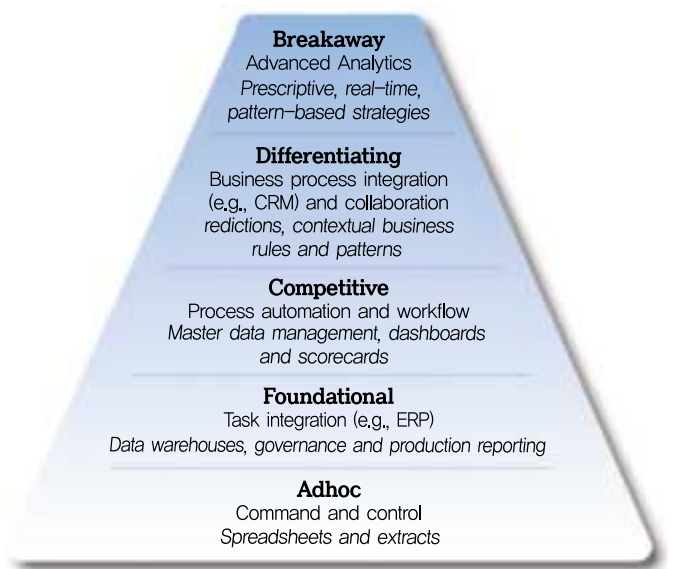 Breakaway
Advanced Analytics
Prescriptive, real-time,
pattern-based strategies
Differentiating
Business process integration
(e.g., CRM) and collaboration
redictions, contextual business
rules and patterns
Competitive
Process automation and workflow
Master data management, dashboards
and scorecards
Foundational
Task integration (e.g., ERP)
Data warehouses, governance and production reporting
Adhoc
Command and control
Spreadsheets and extracts